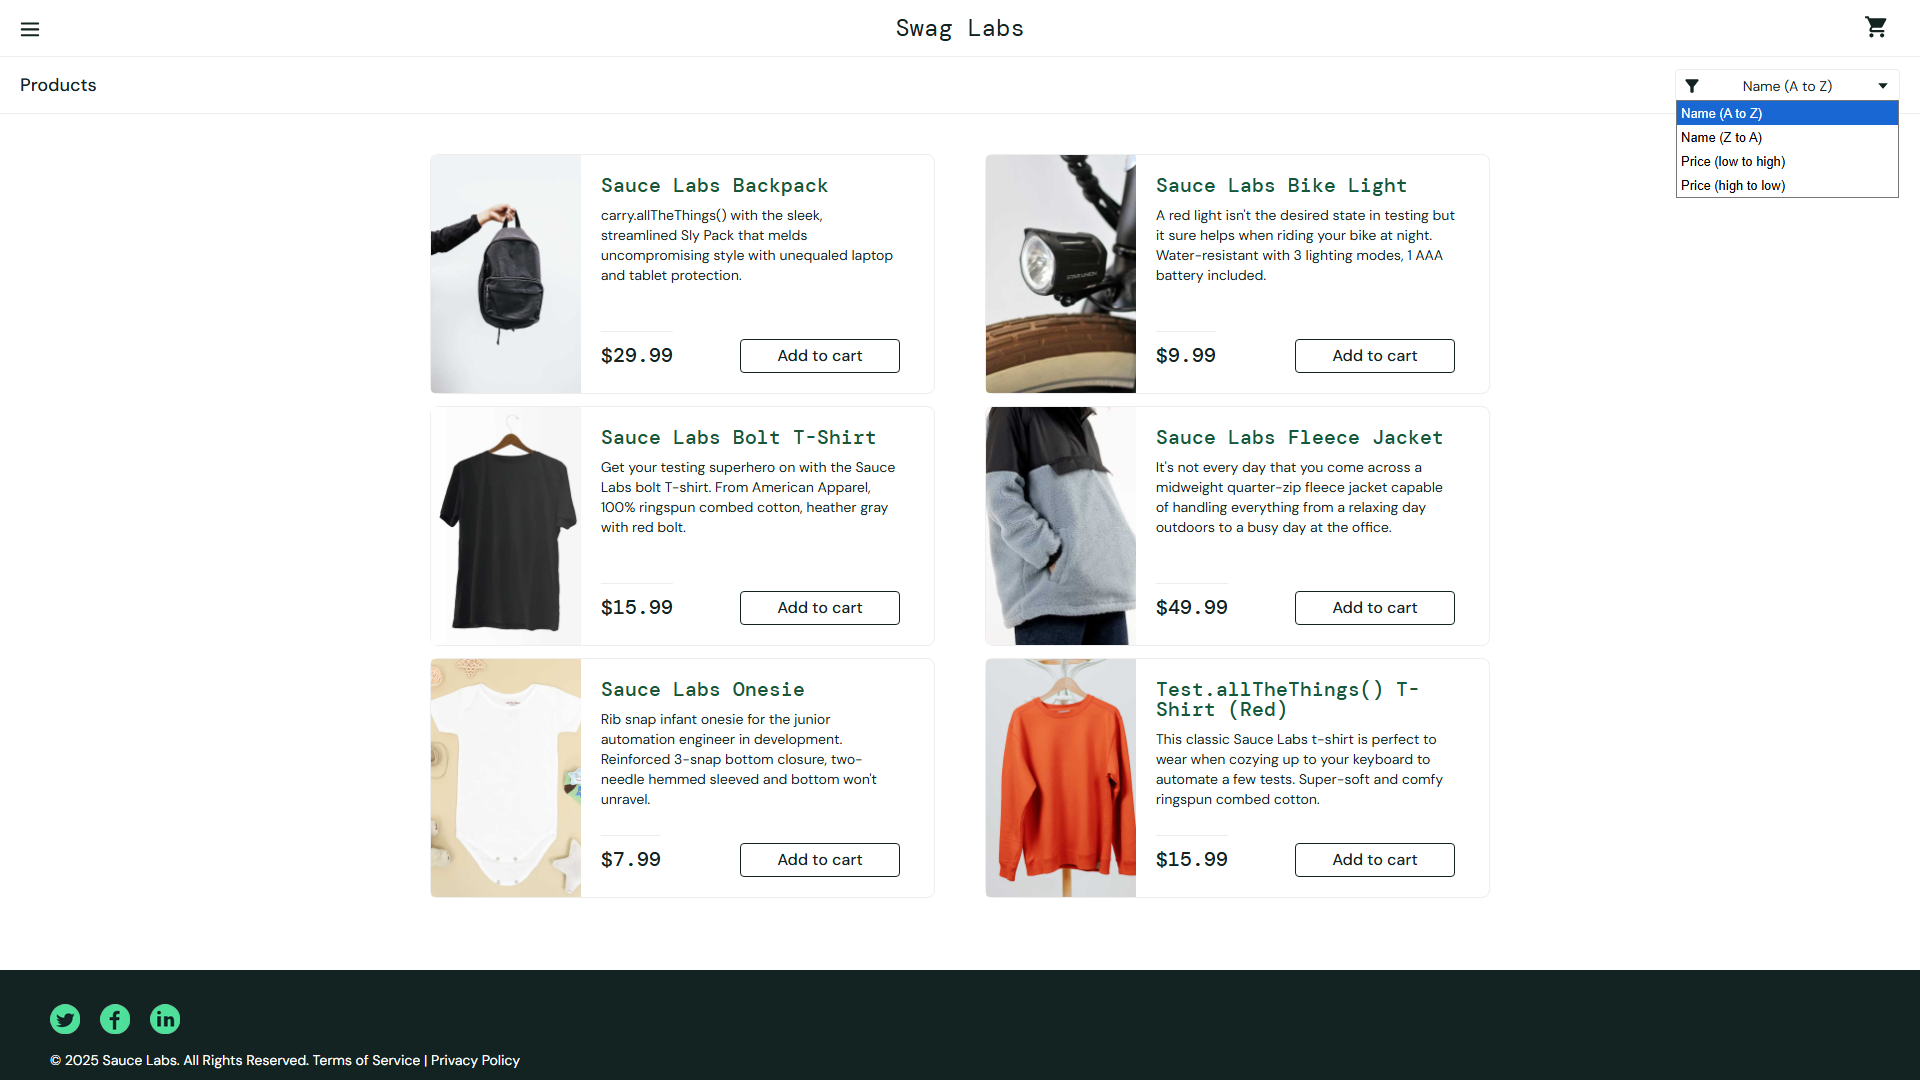 Swag Labs
Products
Name (A to Z)
Name (A to Z)
Name (Z to A)
Price (low to high)
Price (high to low)
Sauce Labs Backpack
carry.allTheThings() with the sleek,
streamlined Sly Pack that melds
uncompromising style with unequaled laptop
and tablet protection.
$29.99
Add to cart
Sauce Labs Bike Light
A red light isn't the desired state in testing but
it sure helps when riding your bike at night.
Water-resistant with 3 lighting modes, 1 AAA
battery included.
$9.99
Add to cart
Sauce Labs Bolt T-Shirt
Get your testing superhero on with the Sauce
Labs bolt T-shirt. From American Apparel,
100% ringspun combed cotton, heather gray
with red bolt.
$15.99
Add to cart
Sauce Labs Fleece Jacket
It's not every day that you come across a
midweight quarter-zip fleece jacket capable
of handling everything from a relaxing day
outdoors to a busy day at the office.
$49.99
Add to cart
Sauce Labs Onesie
Rib snap infant onesie for the junior
automation engineer in development.
Reinforced 3-snap bottom closure, two-
needle hemmed sleeved and bottom won't
unravel.
$7.99
Add to cart
Test.allTheThings() T-
Shirt (Red)
This classic Sauce Labs t-shirt is perfect to
wear when cozying up to your keyboard to
automate a few tests. Super-soft and comfy
ringspun combed cotton.
$15.99
Add to cart
© 2025 Sauce Labs. All Rights Reserved. Terms of Service | Privacy Policy